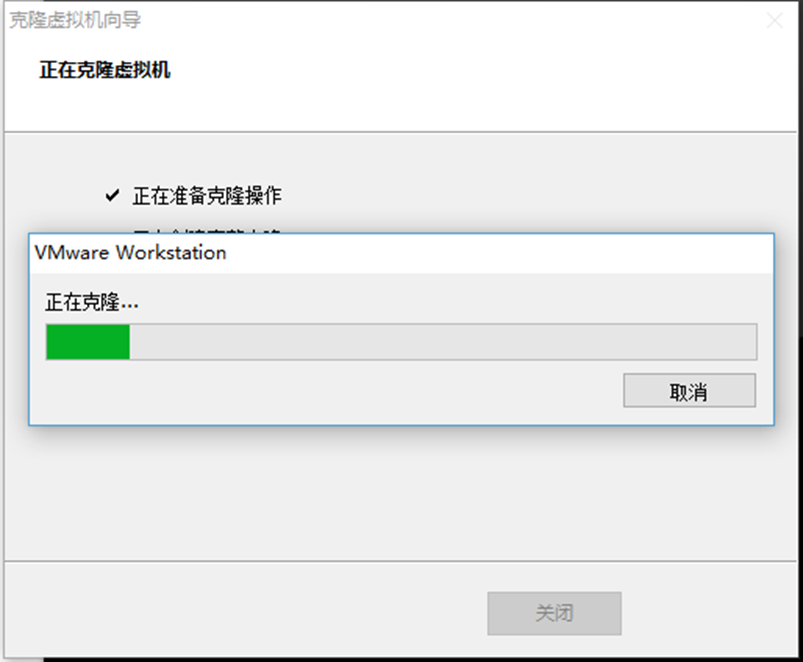 克隆虚拟机向导
正在克隆虚拟机
正在准备克隆操作
VMware Workstation
正在克隆...
取消
关闭